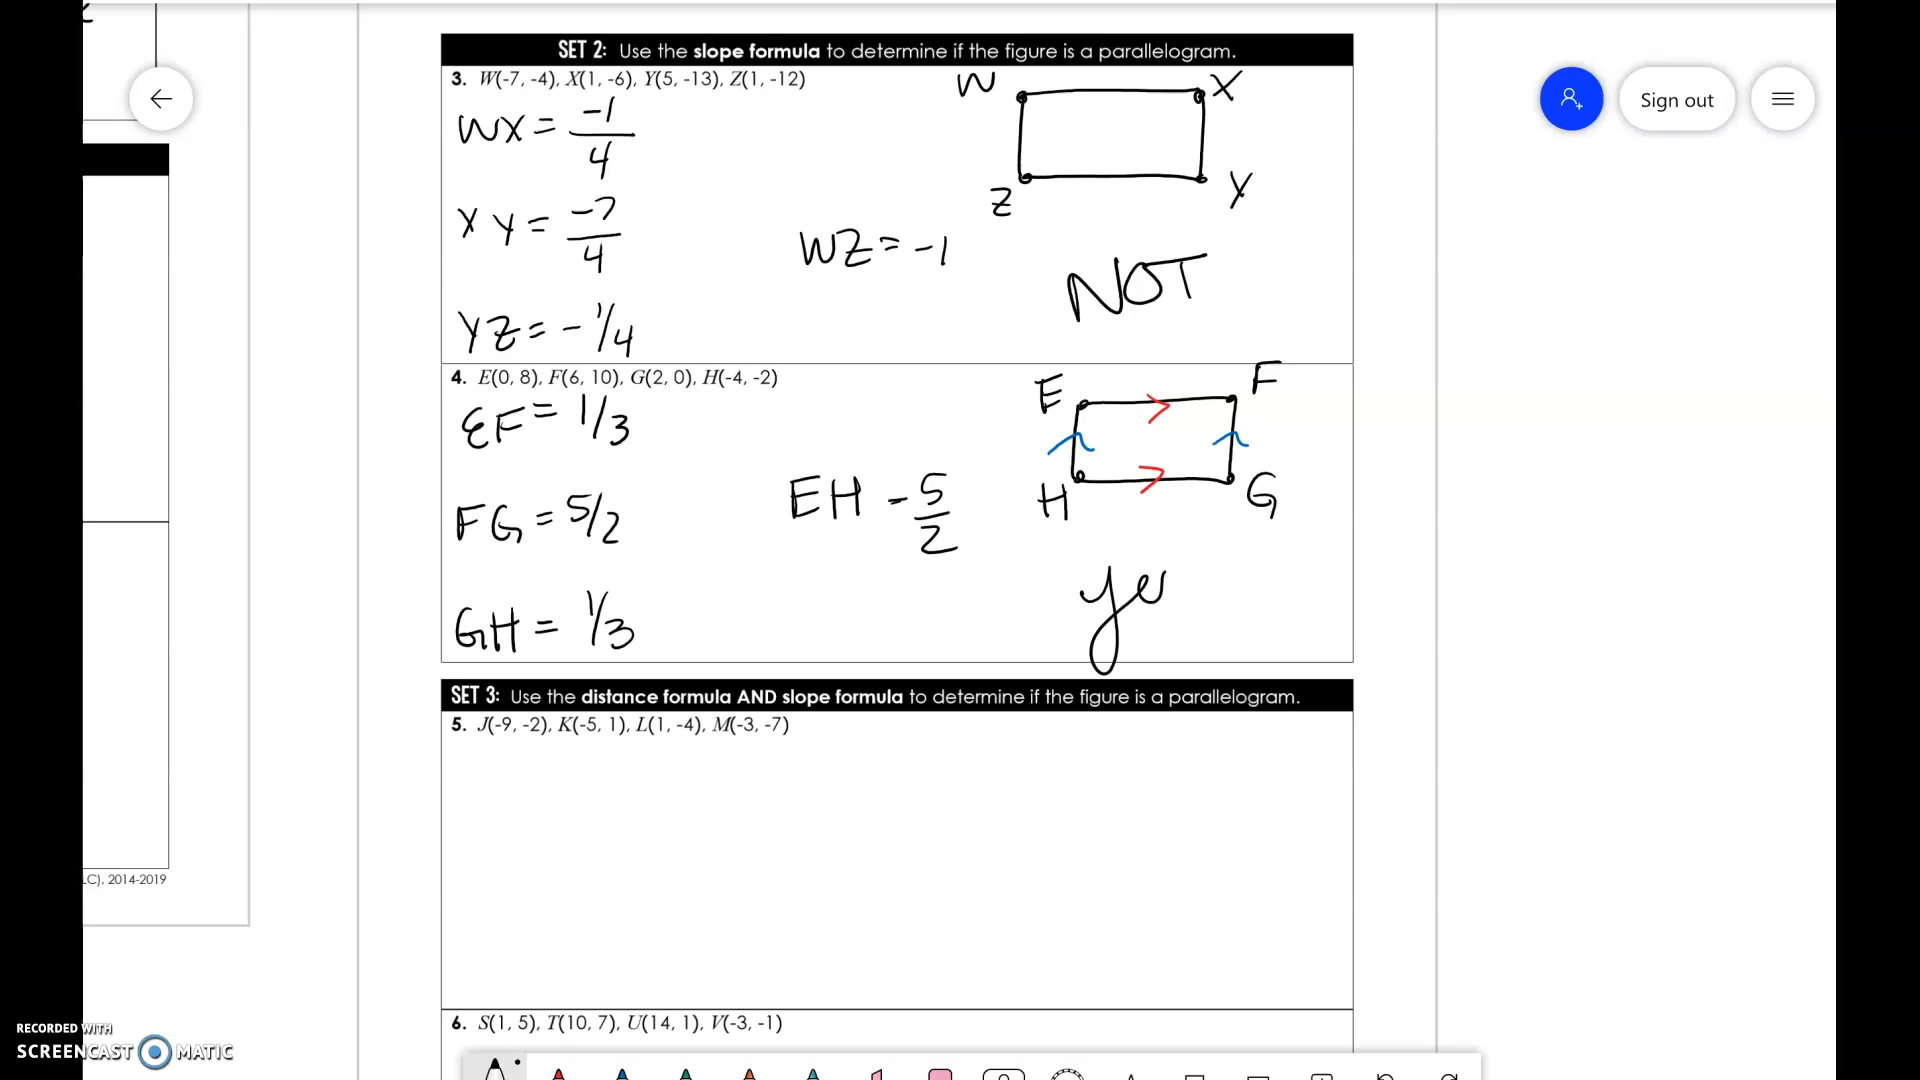 SET 2: Use the slope formula to determine if the figure is a parallelogram.
3. W(-7, -4), X(1, -6), Y(5, -13), Z(1, -12)
W X
WX = -1/4
Z Y
XY = -7/4
WZ = -1
NOT
YZ = -1/4
4. E(0, 8), F(6, 10), G(2, 0), H(-4, -2)
E F
EF = 1/3
H G
EH - 5/2
FG = 5/2
yes
GH = 1/3
SET 3: Use the distance formula AND slope formula to determine if the figure is a parallelogram.
5. J(-9, -2), K(-5, 1), L(1, -4), M(-3, -7)
6. S(1, 5), T(10, 7), U(14, 1), V(-3, -1)
LC), 2014-2019
Sign out
RECORDED WITH
SCREENCAST MATIC